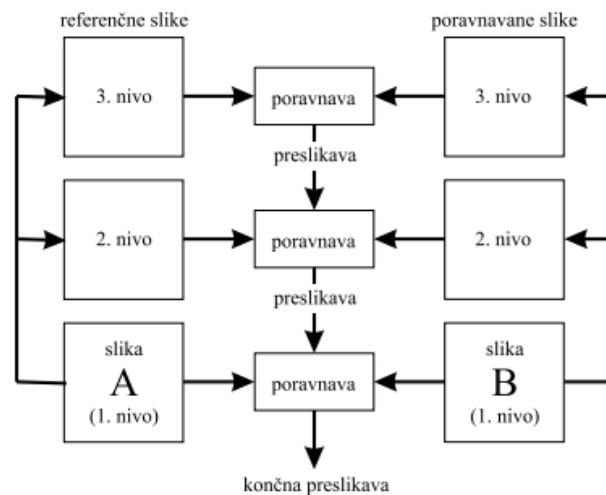 referenčne slike
poravnavane slike
3. nivo
poravnava
3. nivo
preslikava
2. nivo
poravnava
2. nivo
preslikava
slika
A
(1. nivo)
poravnava
slika
B
(1. nivo)
končna preslikava